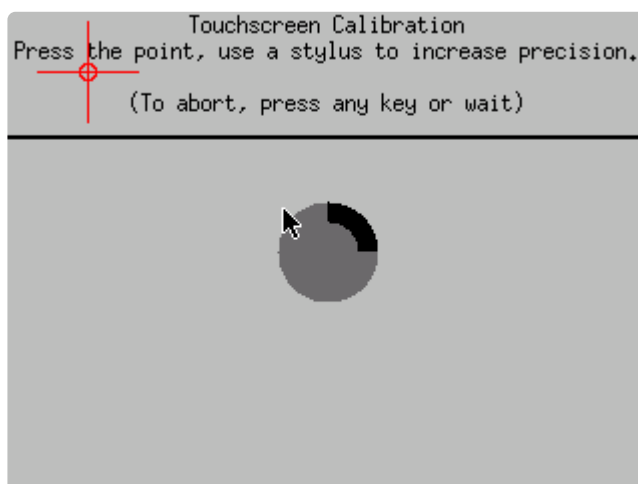 Touchscreen Calibration
Press the point, use a stylus to increase precision.
(To abort, press any key or wait)